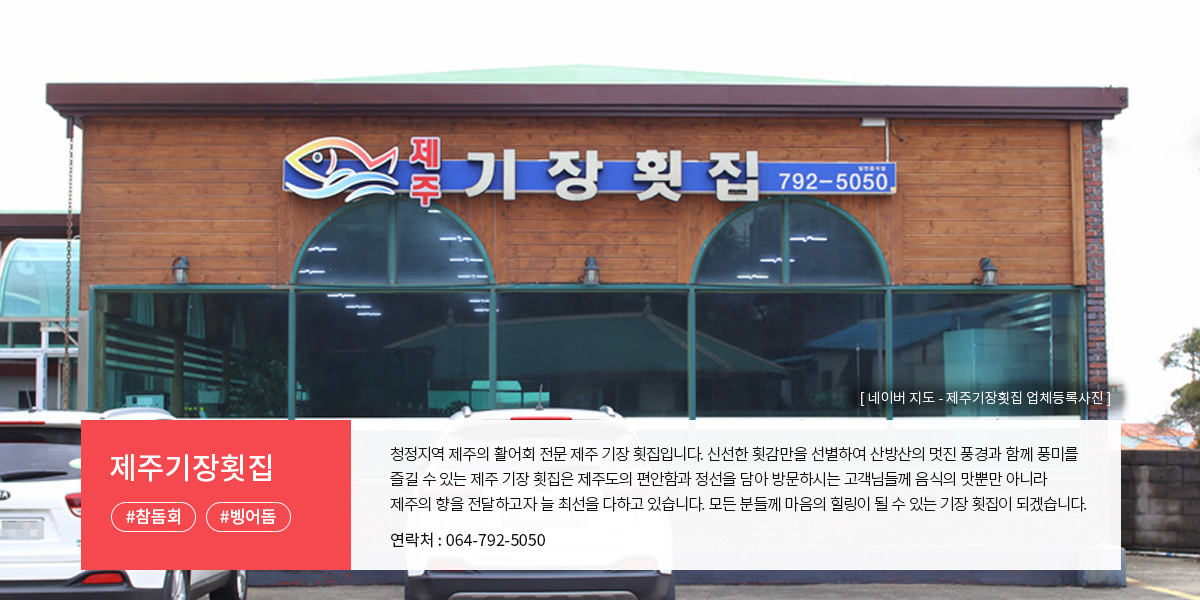 제주
기장횟집
792-5050
[ 네이버 지도 - 제주기장횟집 업체등록사진 ]
제주기장횟집
#참돔회 #벵어돔
청정지역 제주의 활어회 전문 제주 기장 횟집입니다. 신선한 횟감만을 선별하여 산방산의 멋진 풍경과 함께 풍미를
즐길 수 있는 제주 기장 횟집은 제주도의 편안함과 정선을 담아 방문하시는 고객님들께 음식의 맛뿐만 아니라
제주의 향을 전달하고자 늘 최선을 다하고 있습니다. 모든 분들께 마음의 힐링이 될 수 있는 기장 횟집이 되겠습니다.
연락처 : 064-792-5050